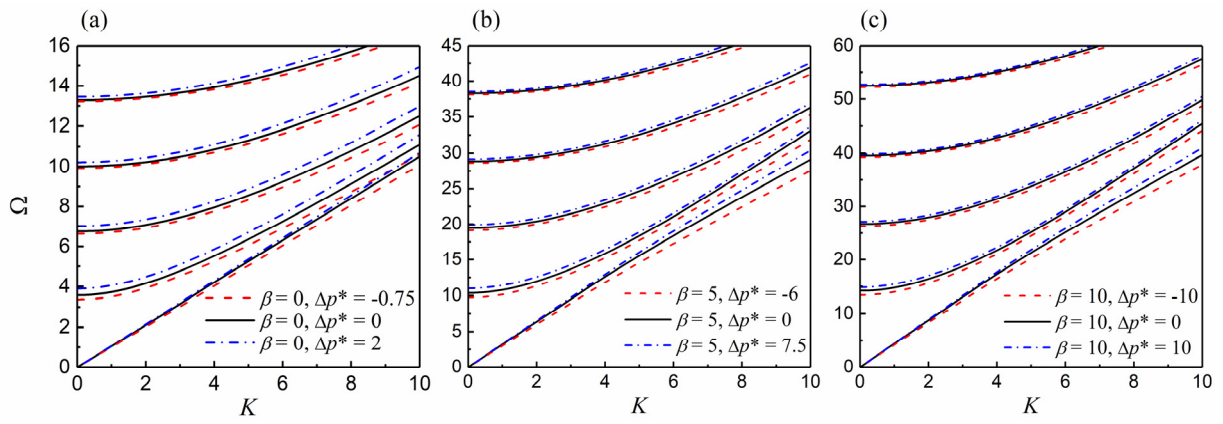 (a)
16
14
12
10
8
6
4
2
0
Ω
0 2 4 6 8 10
K
β = 0, Δp* = -0.75
β = 0, Δp* = 0
β = 0, Δp* = 2
(b)
45
40
35
30
25
20
15
10
5
0
0 2 4 6 8 10
K
β = 5, Δp* = -6
β = 5, Δp* = 0
β = 5, Δp* = 7.5
(c)
60
50
40
30
20
10
0
0 2 4 6 8 10
K
β = 10, Δp* = -10
β = 10, Δp* = 0
β = 10, Δp* = 10